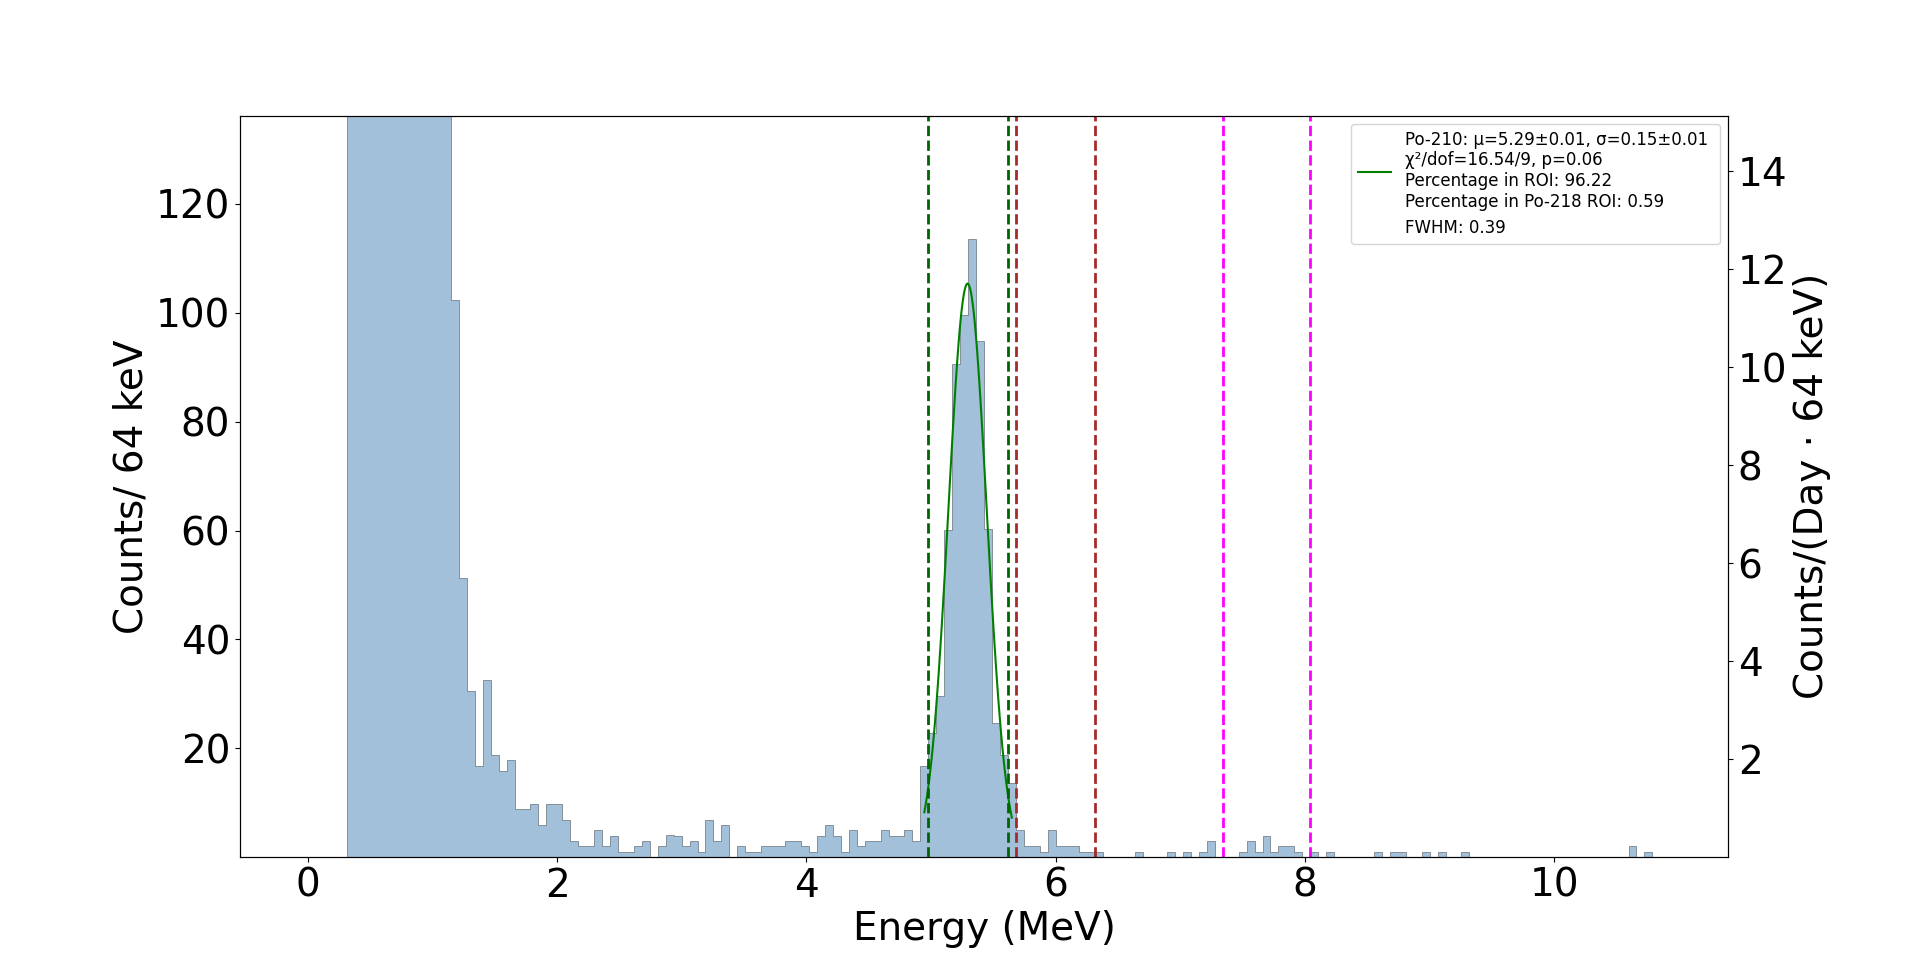 Po-210: μ=5.29±0.01, σ=0.15±0.01
χ²/dof=16.54/9, p=0.06
Percentage in ROI: 96.22
Percentage in Po-218 ROI: 0.59
FWHM: 0.39
Counts/ 64 keV
120
100
80
60
40
20
14
12
10
8
6
4
2
Counts/(Day · 64 keV)
0 2 4 6 8 10
Energy (MeV)